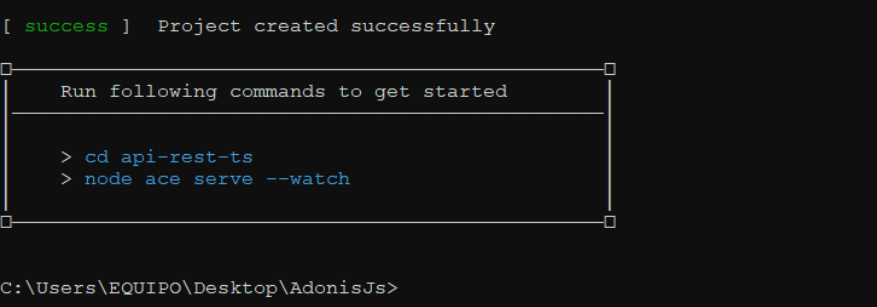 [ success ]  Project created successfully
Run following commands to get started
> cd api-rest-ts
> node ace serve --watch
C:\Users\EQUIPO\Desktop\AdonisJs>